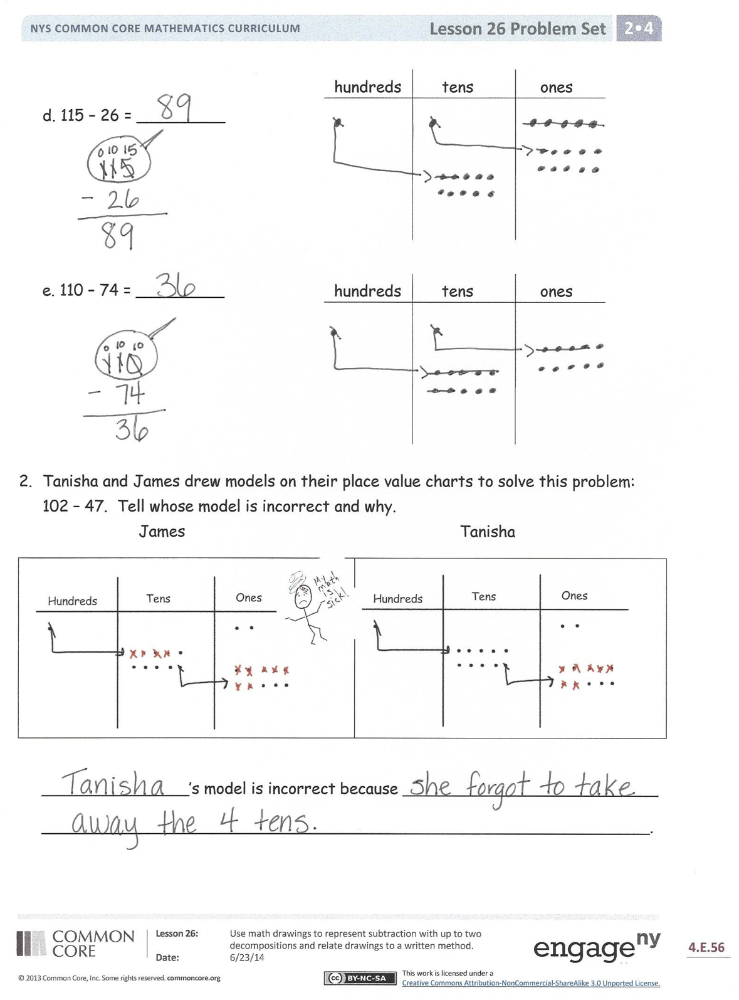 NYS COMMON CORE MATHEMATICS CURRICULUM
Lesson 26 Problem Set 2•4
hundreds tens ones
d. 115 - 26 = 89
0 10 15
115
- 26
89
e. 110 - 74 = 36
hundreds tens ones
0 10 10
110
- 74
36
2. Tanisha and James drew models on their place value charts to solve this problem:
102 - 47. Tell whose model is incorrect and why.
James Tanisha
Hundreds Tens Ones
My
math
is
sick!
Hundreds Tens Ones
Tanisha 's model is incorrect because she forgot to take
away the 4 tens. .
COMMON
CORE
Lesson 26: Use math drawings to represent subtraction with up to two
decompositions and relate drawings to a written method.
Date: 6/23/14
engage ny
4.E.56
© 2013 Common Core, Inc. Some rights reserved. commoncore.org
cc BY-NC-SA
This work is licensed under a
Creative Commons Attribution-NonCommercial-ShareAlike 3.0 Unported License.